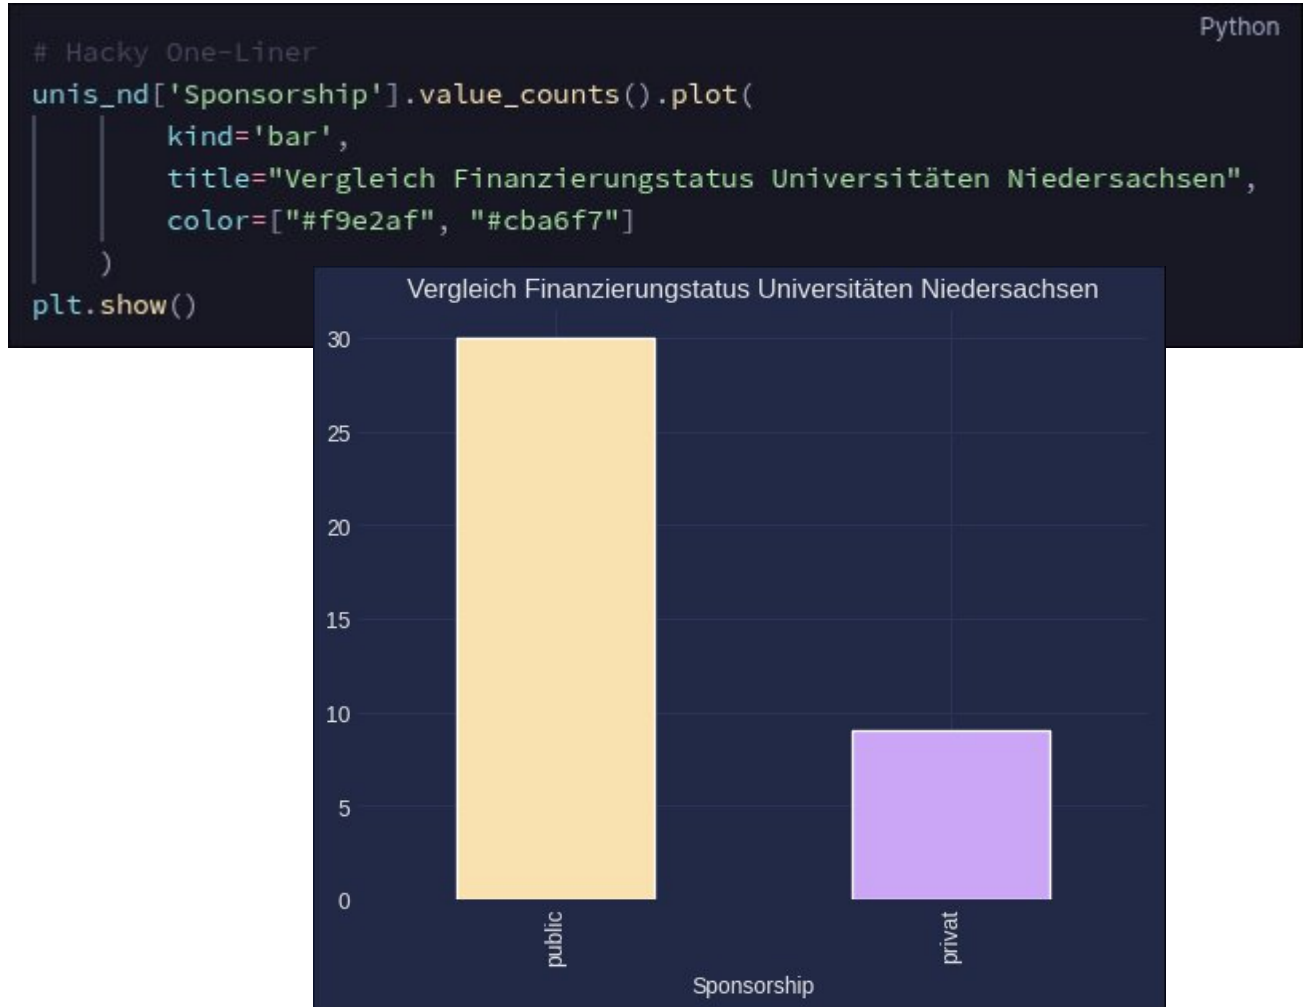 Python
# Hacky One-Liner
unis_nd['Sponsorship'].value_counts().plot(
kind='bar',
title="Vergleich Finanzierungstatus Universitäten Niedersachsen",
color=["#f9e2af", "#cba6f7"]
)
plt.show()
Vergleich Finanzierungstatus Universitäten Niedersachsen
30
25
20
15
10
5
0
public
privat
Sponsorship